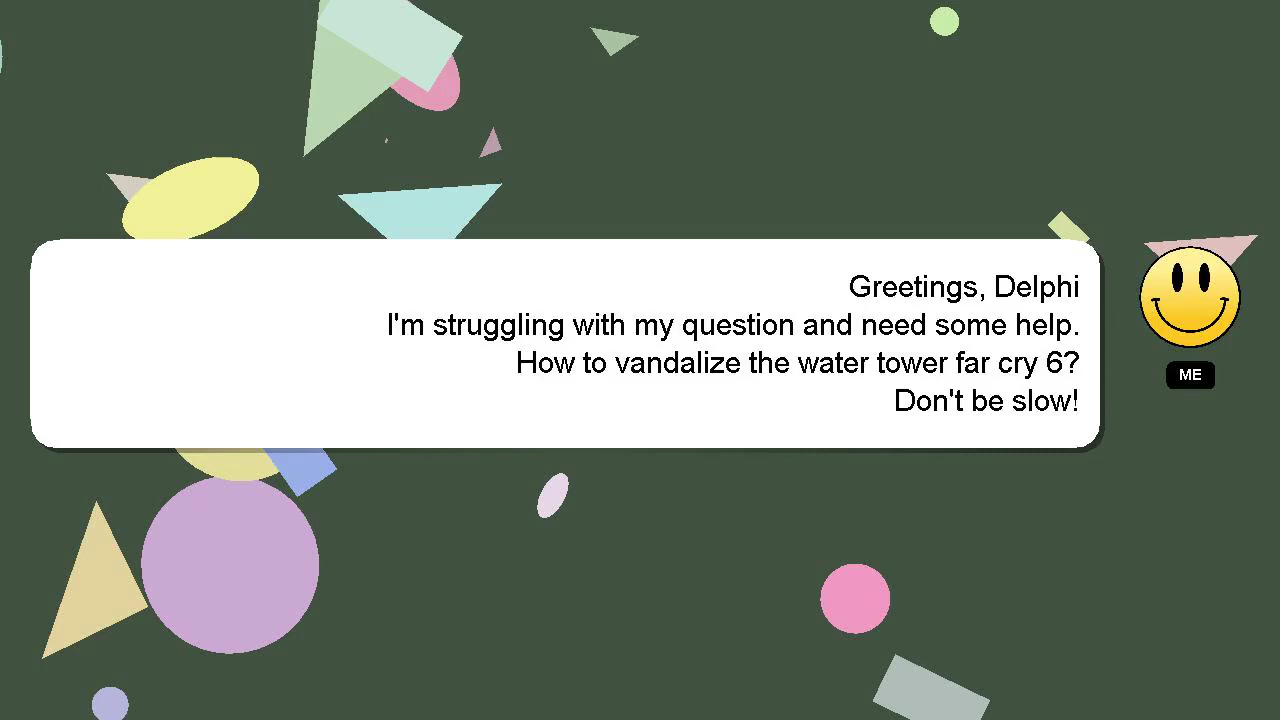 Greetings, Delphi
I'm struggling with my question and need some help.
How to vandalize the water tower far cry 6?
Don't be slow!
ME